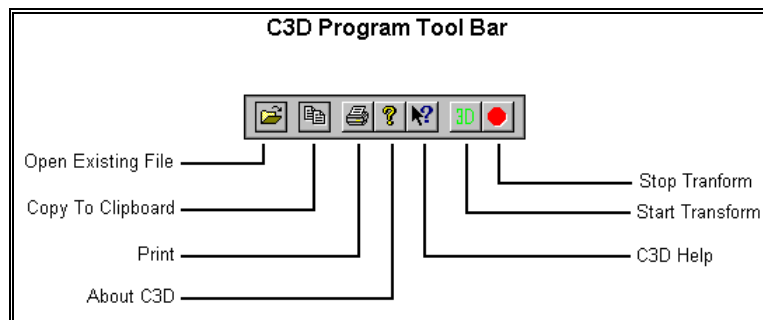 C3D Program Tool Bar
3D
Open Existing File
Copy To Clipboard
Print
About C3D
Stop Tranform
Start Transform
C3D Help